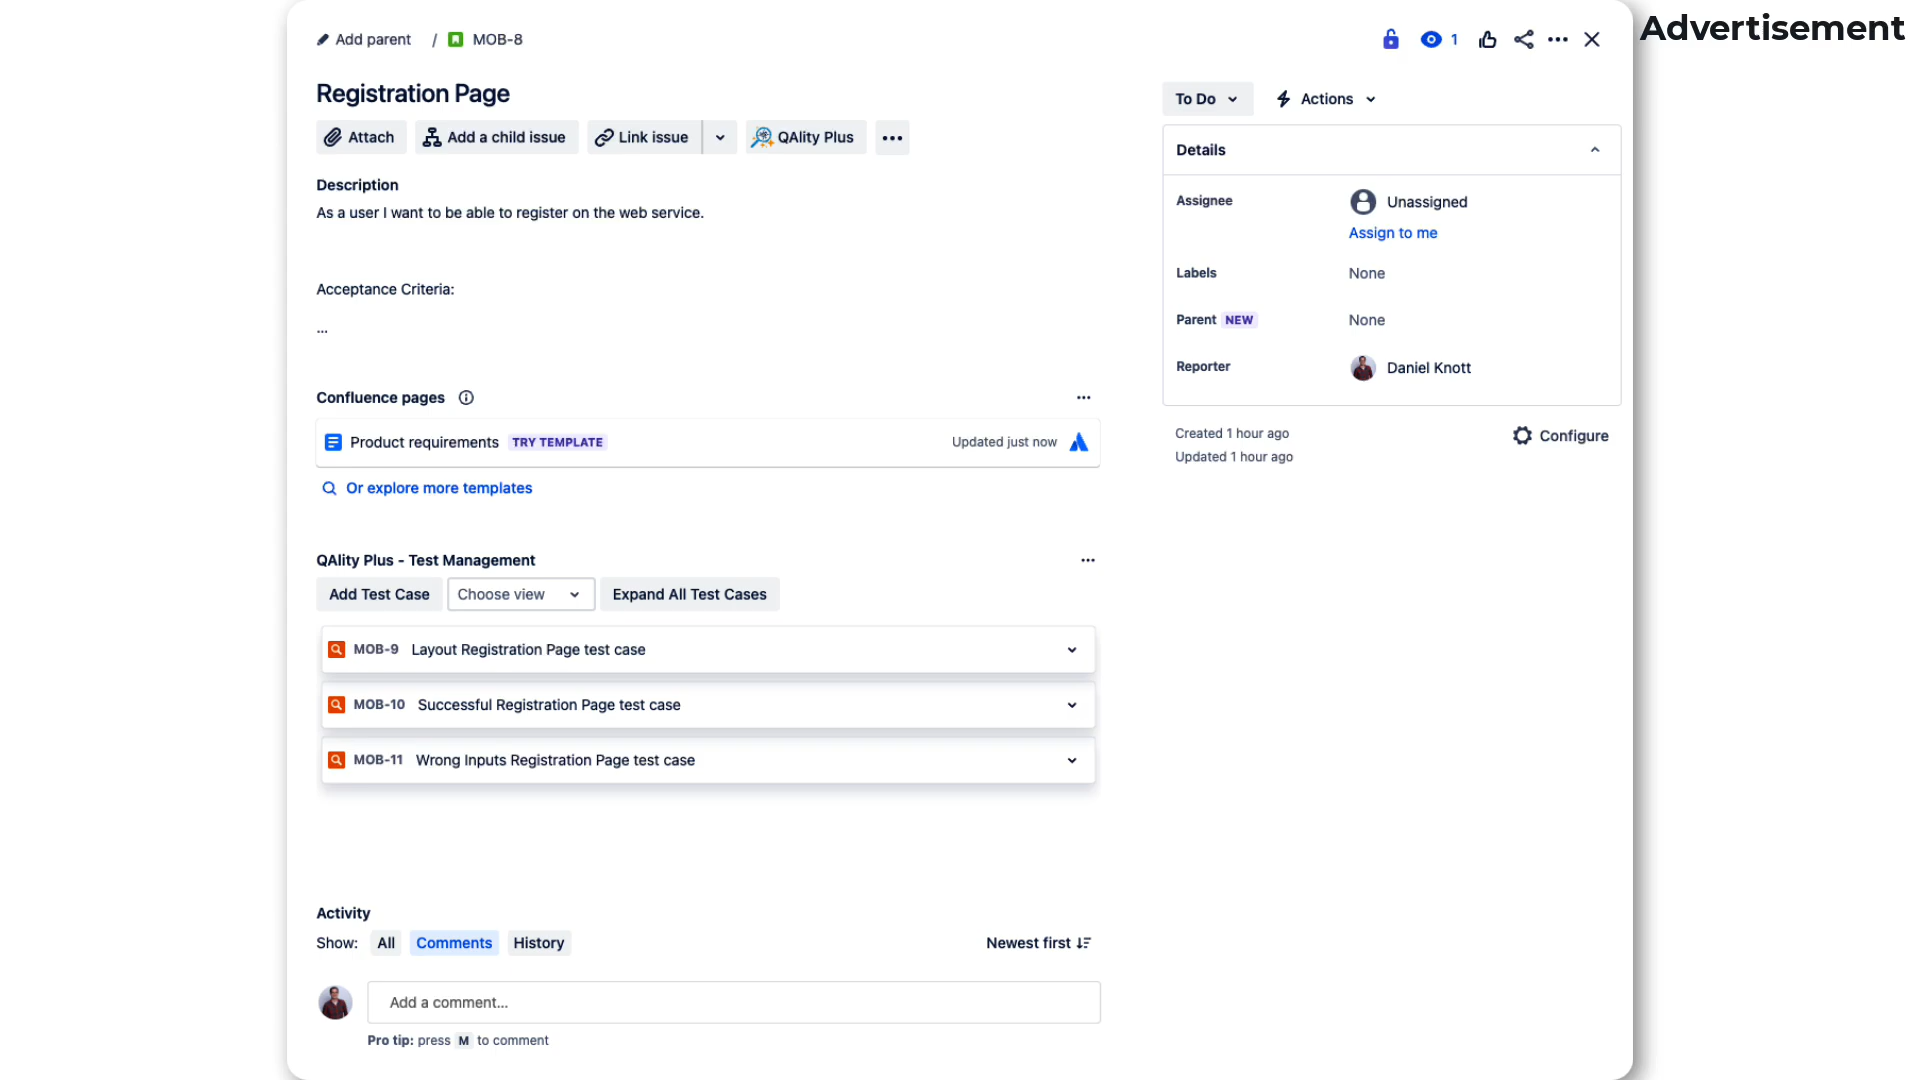 Advertisement
Add parent / MOB-8
1
Registration Page
Attach
Add a child issue
Link issue
QAlity Plus
Description
As a user I want to be able to register on the web service.
Acceptance Criteria:
...
Confluence pages
Product requirements TRY TEMPLATE
Updated just now
Or explore more templates
QAlity Plus - Test Management
Add Test Case
Choose view
Expand All Test Cases
MOB-9 Layout Registration Page test case
MOB-10 Successful Registration Page test case
MOB-11 Wrong Inputs Registration Page test case
Activity
Show: All Comments History
Newest first
Add a comment...
Pro tip: press M to comment
To Do
Actions
Details
Assignee
Unassigned
Assign to me
Labels
None
Parent NEW
None
Reporter
Daniel Knott
Created 1 hour ago
Updated 1 hour ago
Configure